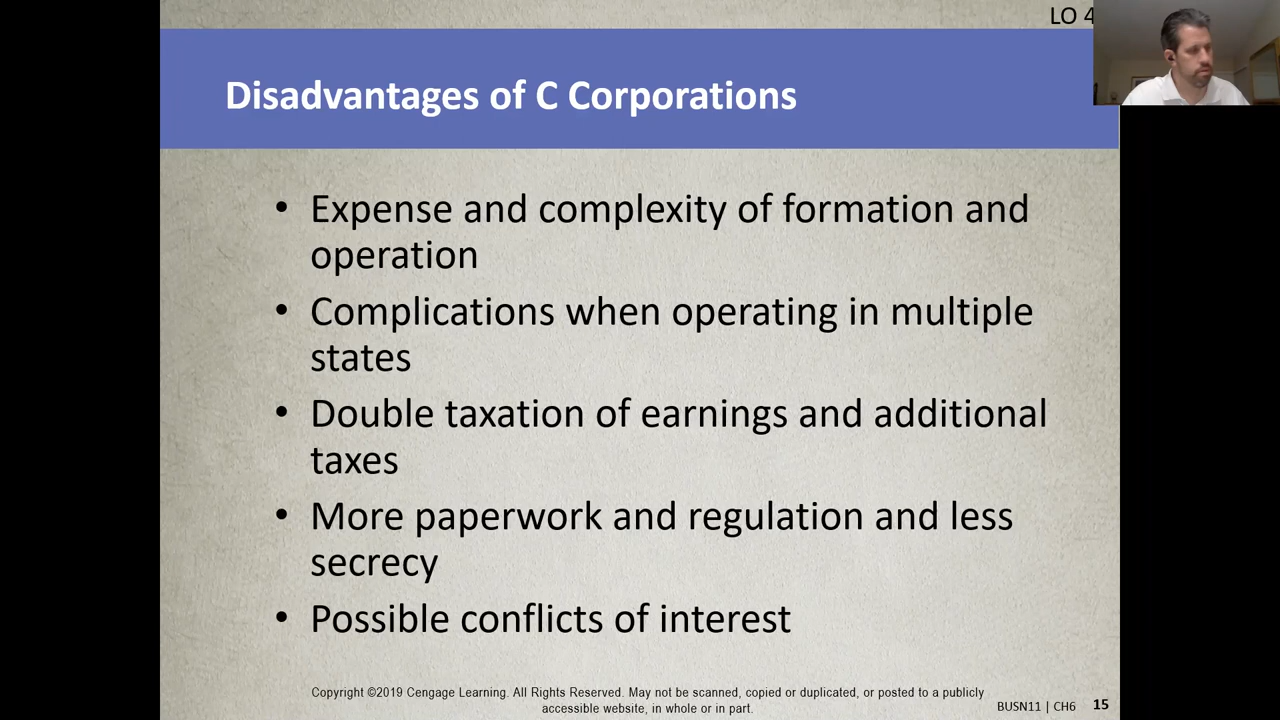 LO 4
Disadvantages of C Corporations
• Expense and complexity of formation and
operation
• Complications when operating in multiple
states
• Double taxation of earnings and additional
taxes
• More paperwork and regulation and less
secrecy
• Possible conflicts of interest
Copyright ©2019 Cengage Learning. All Rights Reserved. May not be scanned, copied or duplicated, or posted to a publicly
accessible website, in whole or in part.
BUSN11 | CH6 15